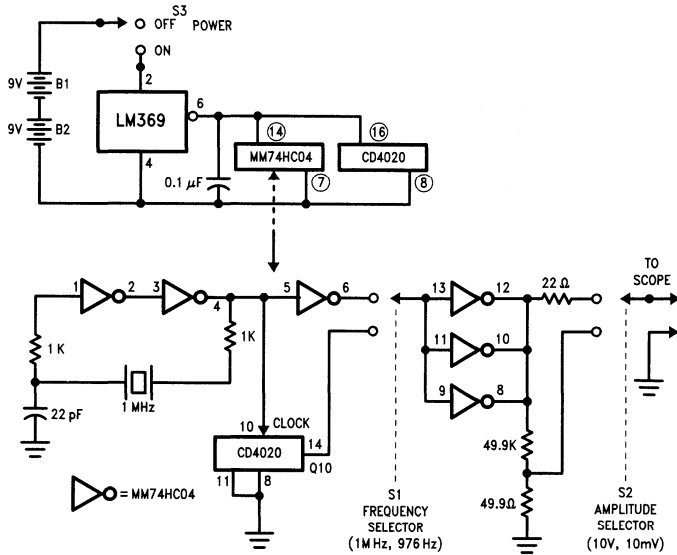 S3
OFF POWER
ON
9V B1
9V B2
2
LM369
6
4
0.1 μF
14
MM74HC04
7
16
CD4020
8
1 2 3 4 5 6
1K
1K
22 pF
1 MHz
10 CLOCK
CD4020
14
Q10
11 8
= MM74HC04
S1
FREQUENCY
SELECTOR
(1MHz, 976Hz)
13 12
11 10
9 8
22 Ω
49.9K
49.9Ω
TO
SCOPE
S2
AMPLITUDE
SELECTOR
(10V, 10mV)